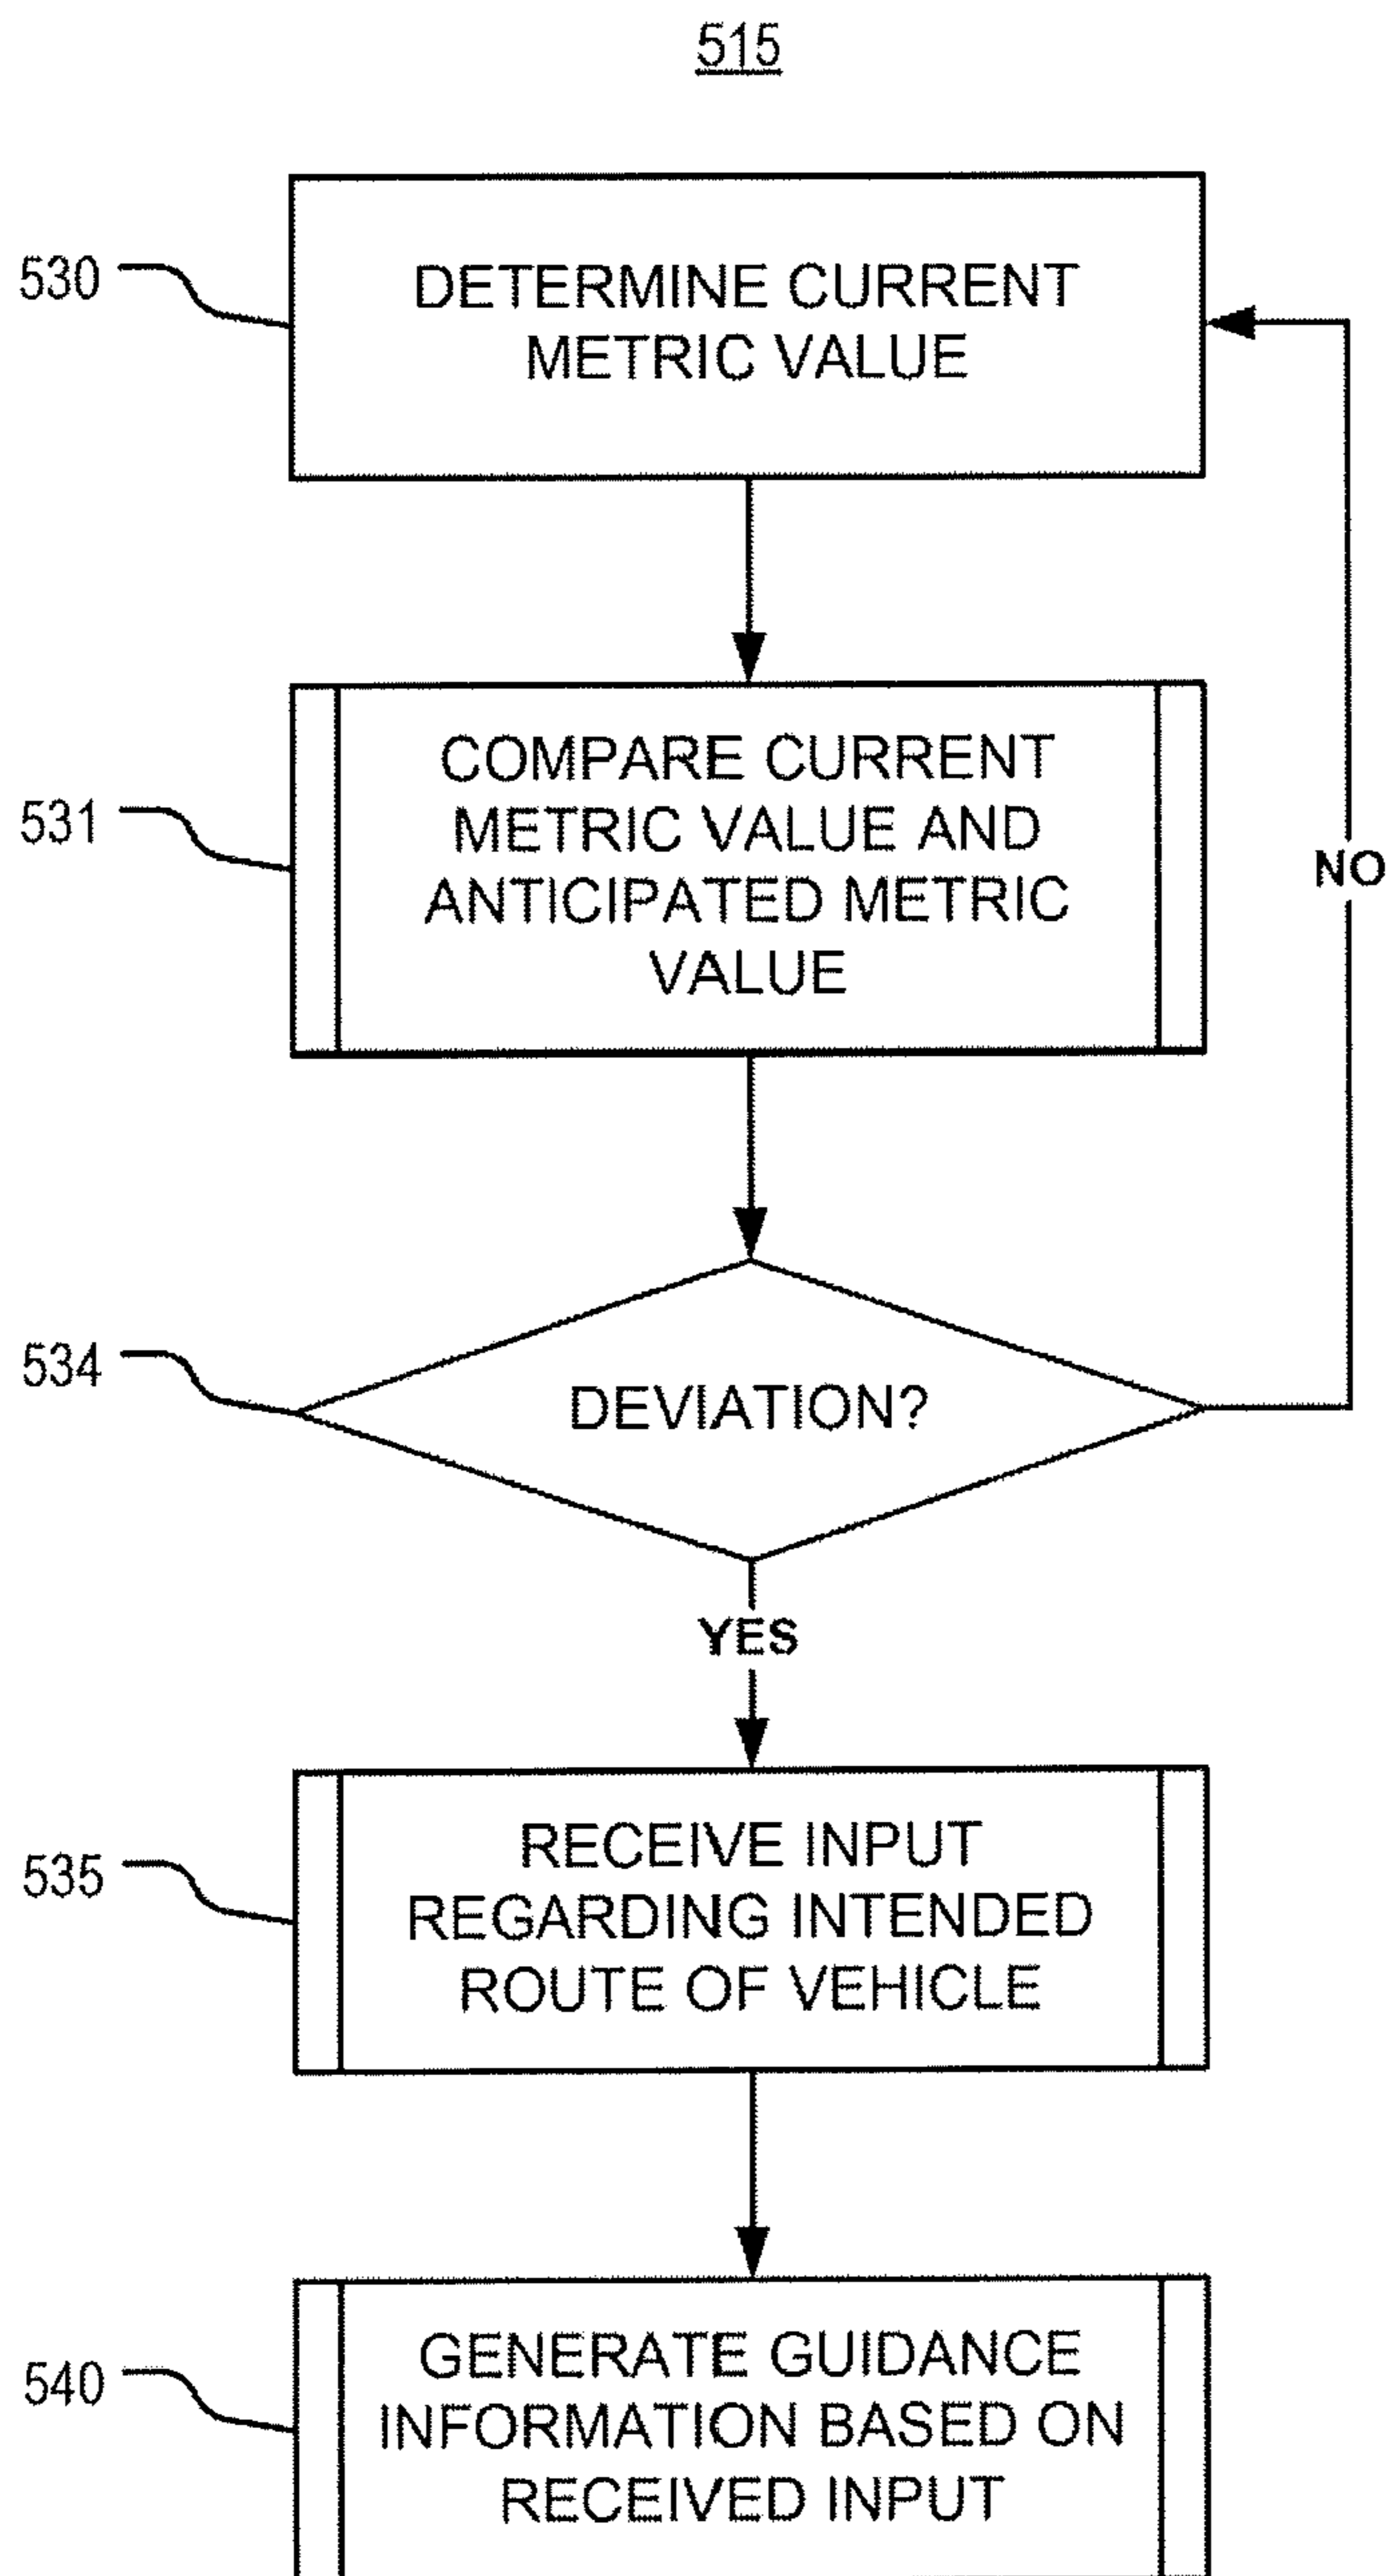 515
530
DETERMINE CURRENT
METRIC VALUE
531
COMPARE CURRENT
METRIC VALUE AND
ANTICIPATED METRIC
VALUE
NO
534
DEVIATION?
YES
535
RECEIVE INPUT
REGARDING INTENDED
ROUTE OF VEHICLE
540
GENERATE GUIDANCE
INFORMATION BASED ON
RECEIVED INPUT